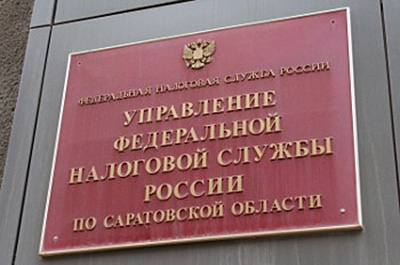 ФЕДЕРАЛЬНАЯ НАЛОГОВАЯ СЛУЖБА РОССИИ
УПРАВЛЕНИЕ
ФЕДЕРАЛЬНОЙ
НАЛОГОВОЙ СЛУЖБЫ
РОССИИ
ПО САРАТОВСКОЙ ОБЛАСТИ